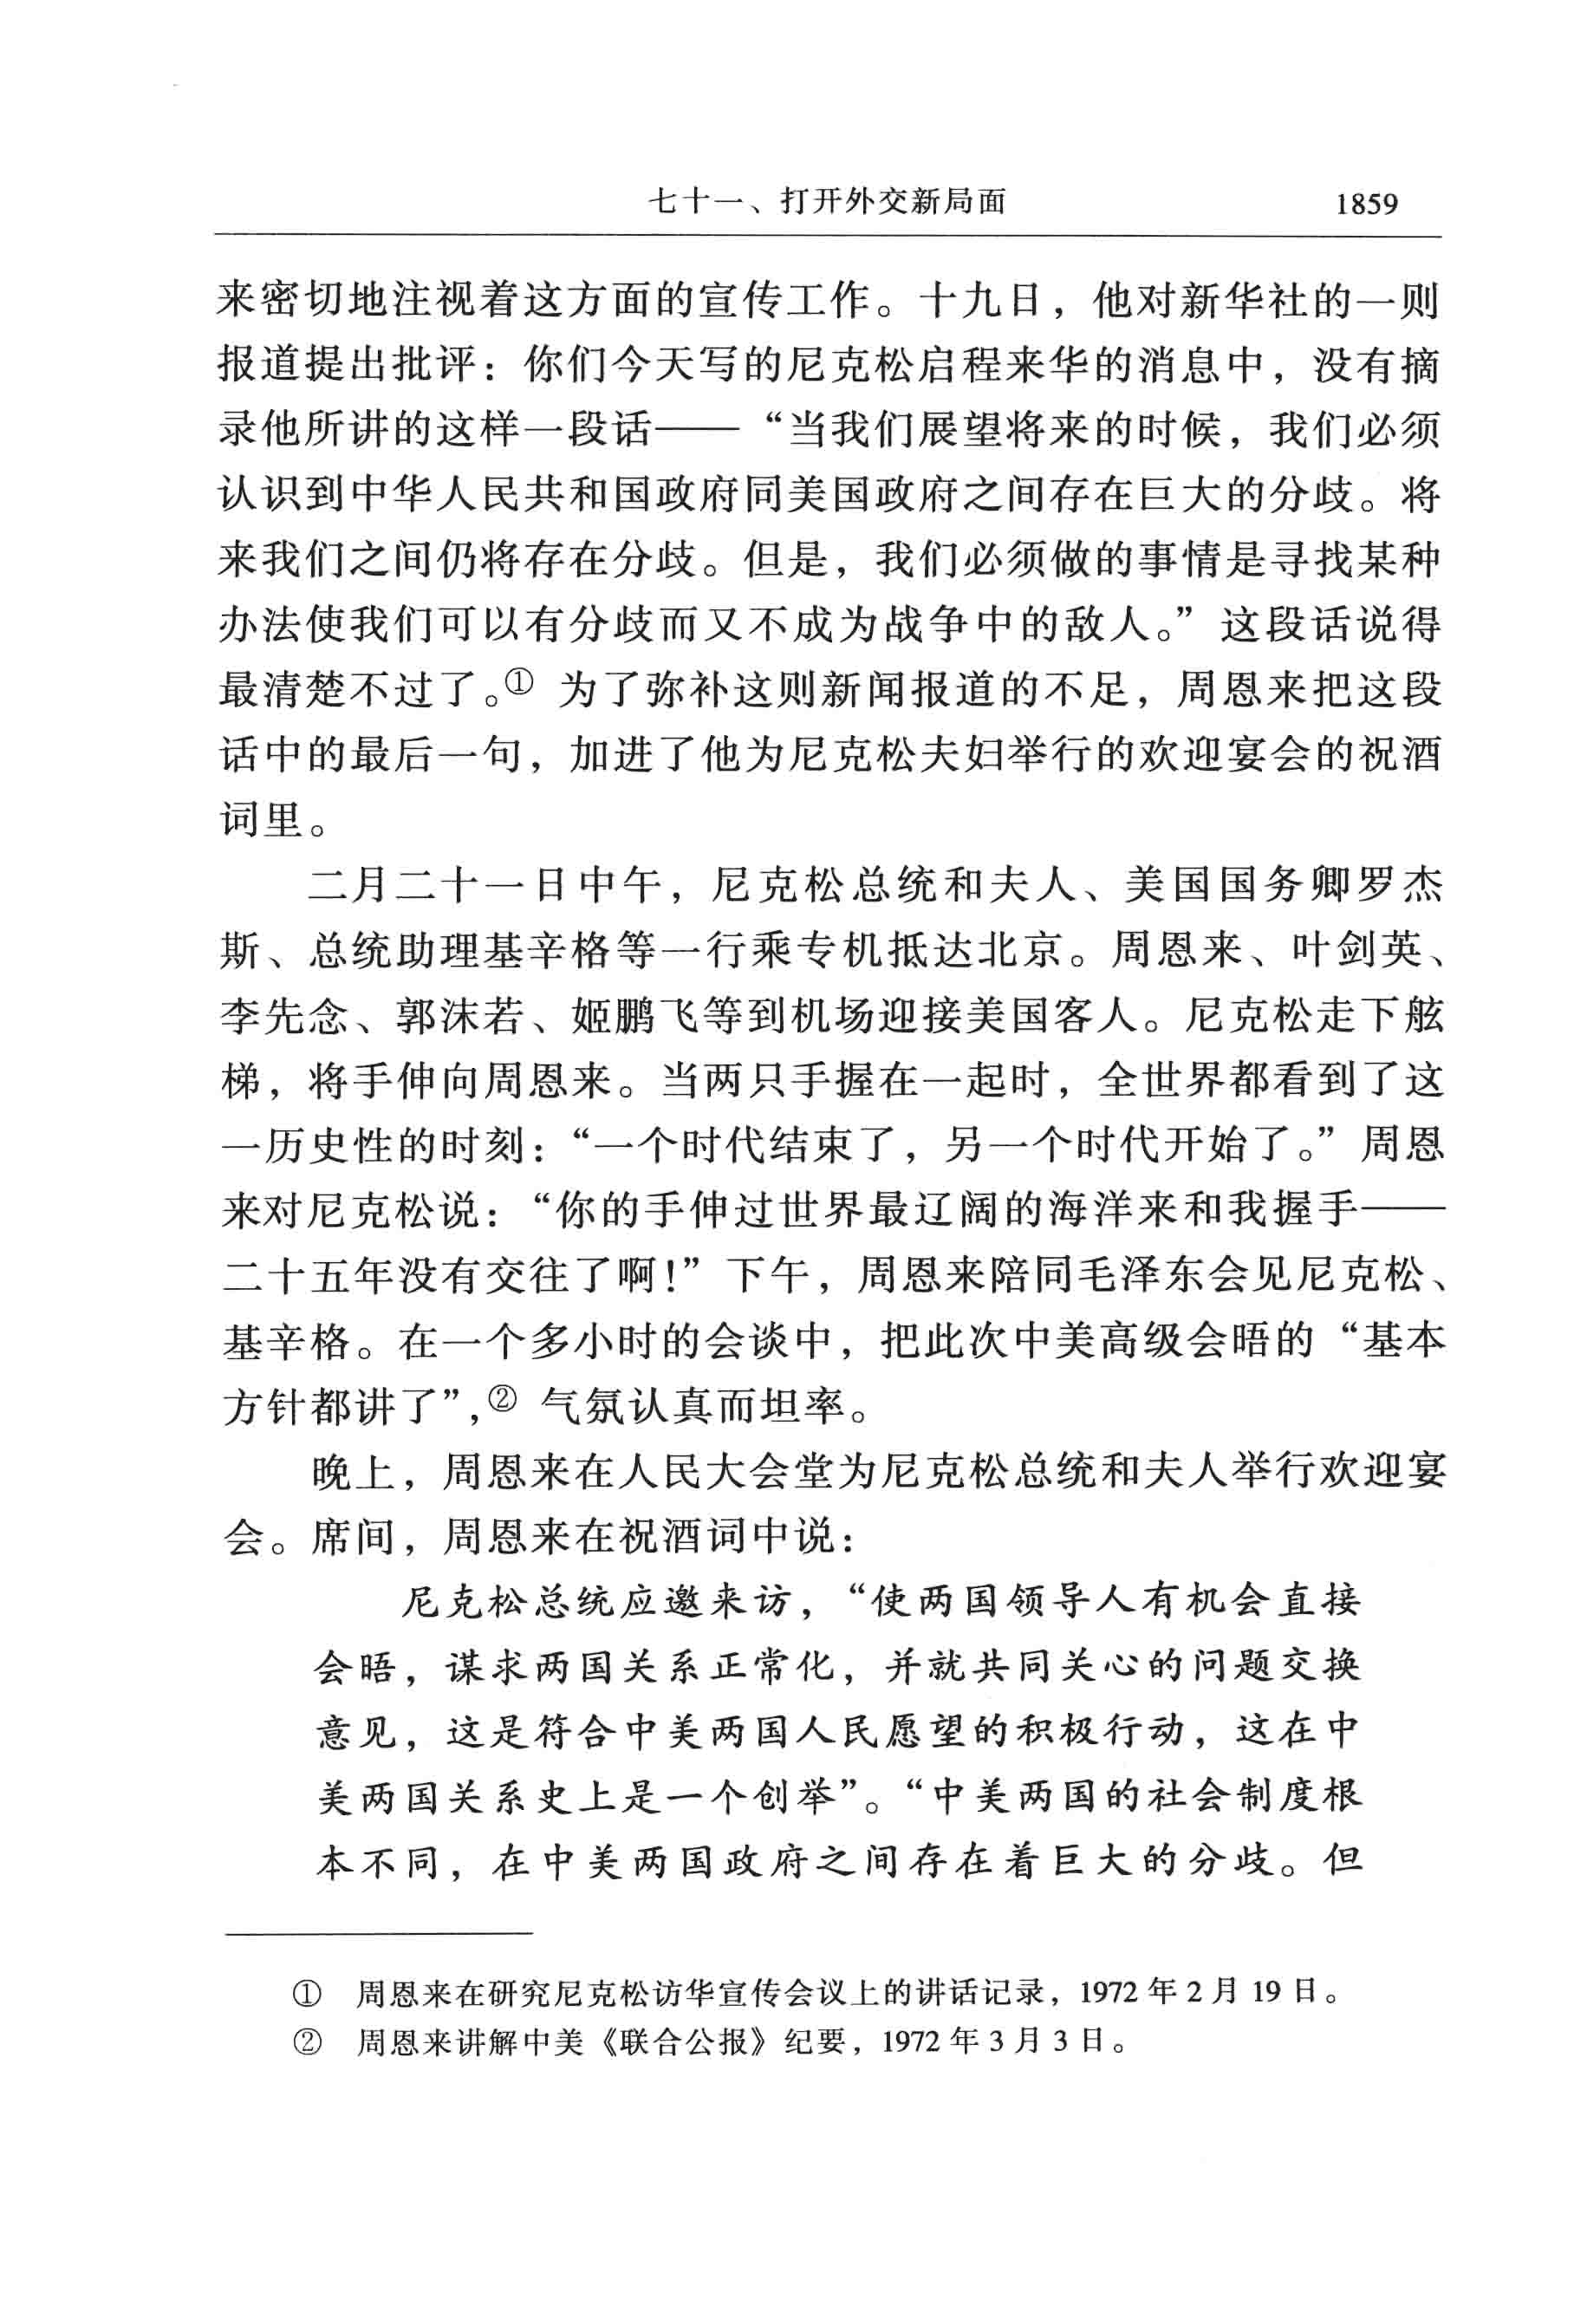 七十一、打开外交新局面 1859
来密切地注视着这方面的宣传工作。十九日，他对新华社的一则
报道提出批评：你们今天写的尼克松启程来华的消息中，没有摘
录他所讲的这样一段话——“当我们展望将来的时候，我们必须
认识到中华人民共和国政府同美国政府之间存在巨大的分歧。将
来我们之间仍将存在分歧。但是，我们必须做的事情是寻找某种
办法使我们可以有分歧而又不成为战争中的敌人。”这段话说得
最清楚不过了。① 为了弥补这则新闻报道的不足，周恩来把这段
话中的最后一句，加进了他为尼克松夫妇举行的欢迎宴会的祝酒
词里。
二月二十一日中午，尼克松总统和夫人、美国国务卿罗杰
斯、总统助理基辛格等一行乘专机抵达北京。周恩来、叶剑英、
李先念、郭沫若、姬鹏飞等到机场迎接美国客人。尼克松走下舷
梯，将手伸向周恩来。当两只手握在一起时，全世界都看到了这
一历史性的时刻：“一个时代结束了，另一个时代开始了。”周恩
来对尼克松说：“你的手伸过世界最辽阔的海洋来和我握手——
二十五年没有交往了啊！”下午，周恩来陪同毛泽东会见尼克松、
基辛格。在一个多小时的会谈中，把此次中美高级会晤的“基本
方针都讲了”，② 气氛认真而坦率。
晚上，周恩来在人民大会堂为尼克松总统和夫人举行欢迎宴
会。席间，周恩来在祝酒词中说：
尼克松总统应邀来访，“使两国领导人有机会直接
会晤，谋求两国关系正常化，并就共同关心的问题交换
意见，这是符合中美两国人民愿望的积极行动，这在中
美两国关系史上是一个创举”。“中美两国的社会制度根
本不同，在中美两国政府之间存在着巨大的分歧。但
① 周恩来在研究尼克松访华宣传会议上的讲话记录，1972 年 2 月 19 日。
② 周恩来讲解中美《联合公报》纪要，1972 年 3 月 3 日。